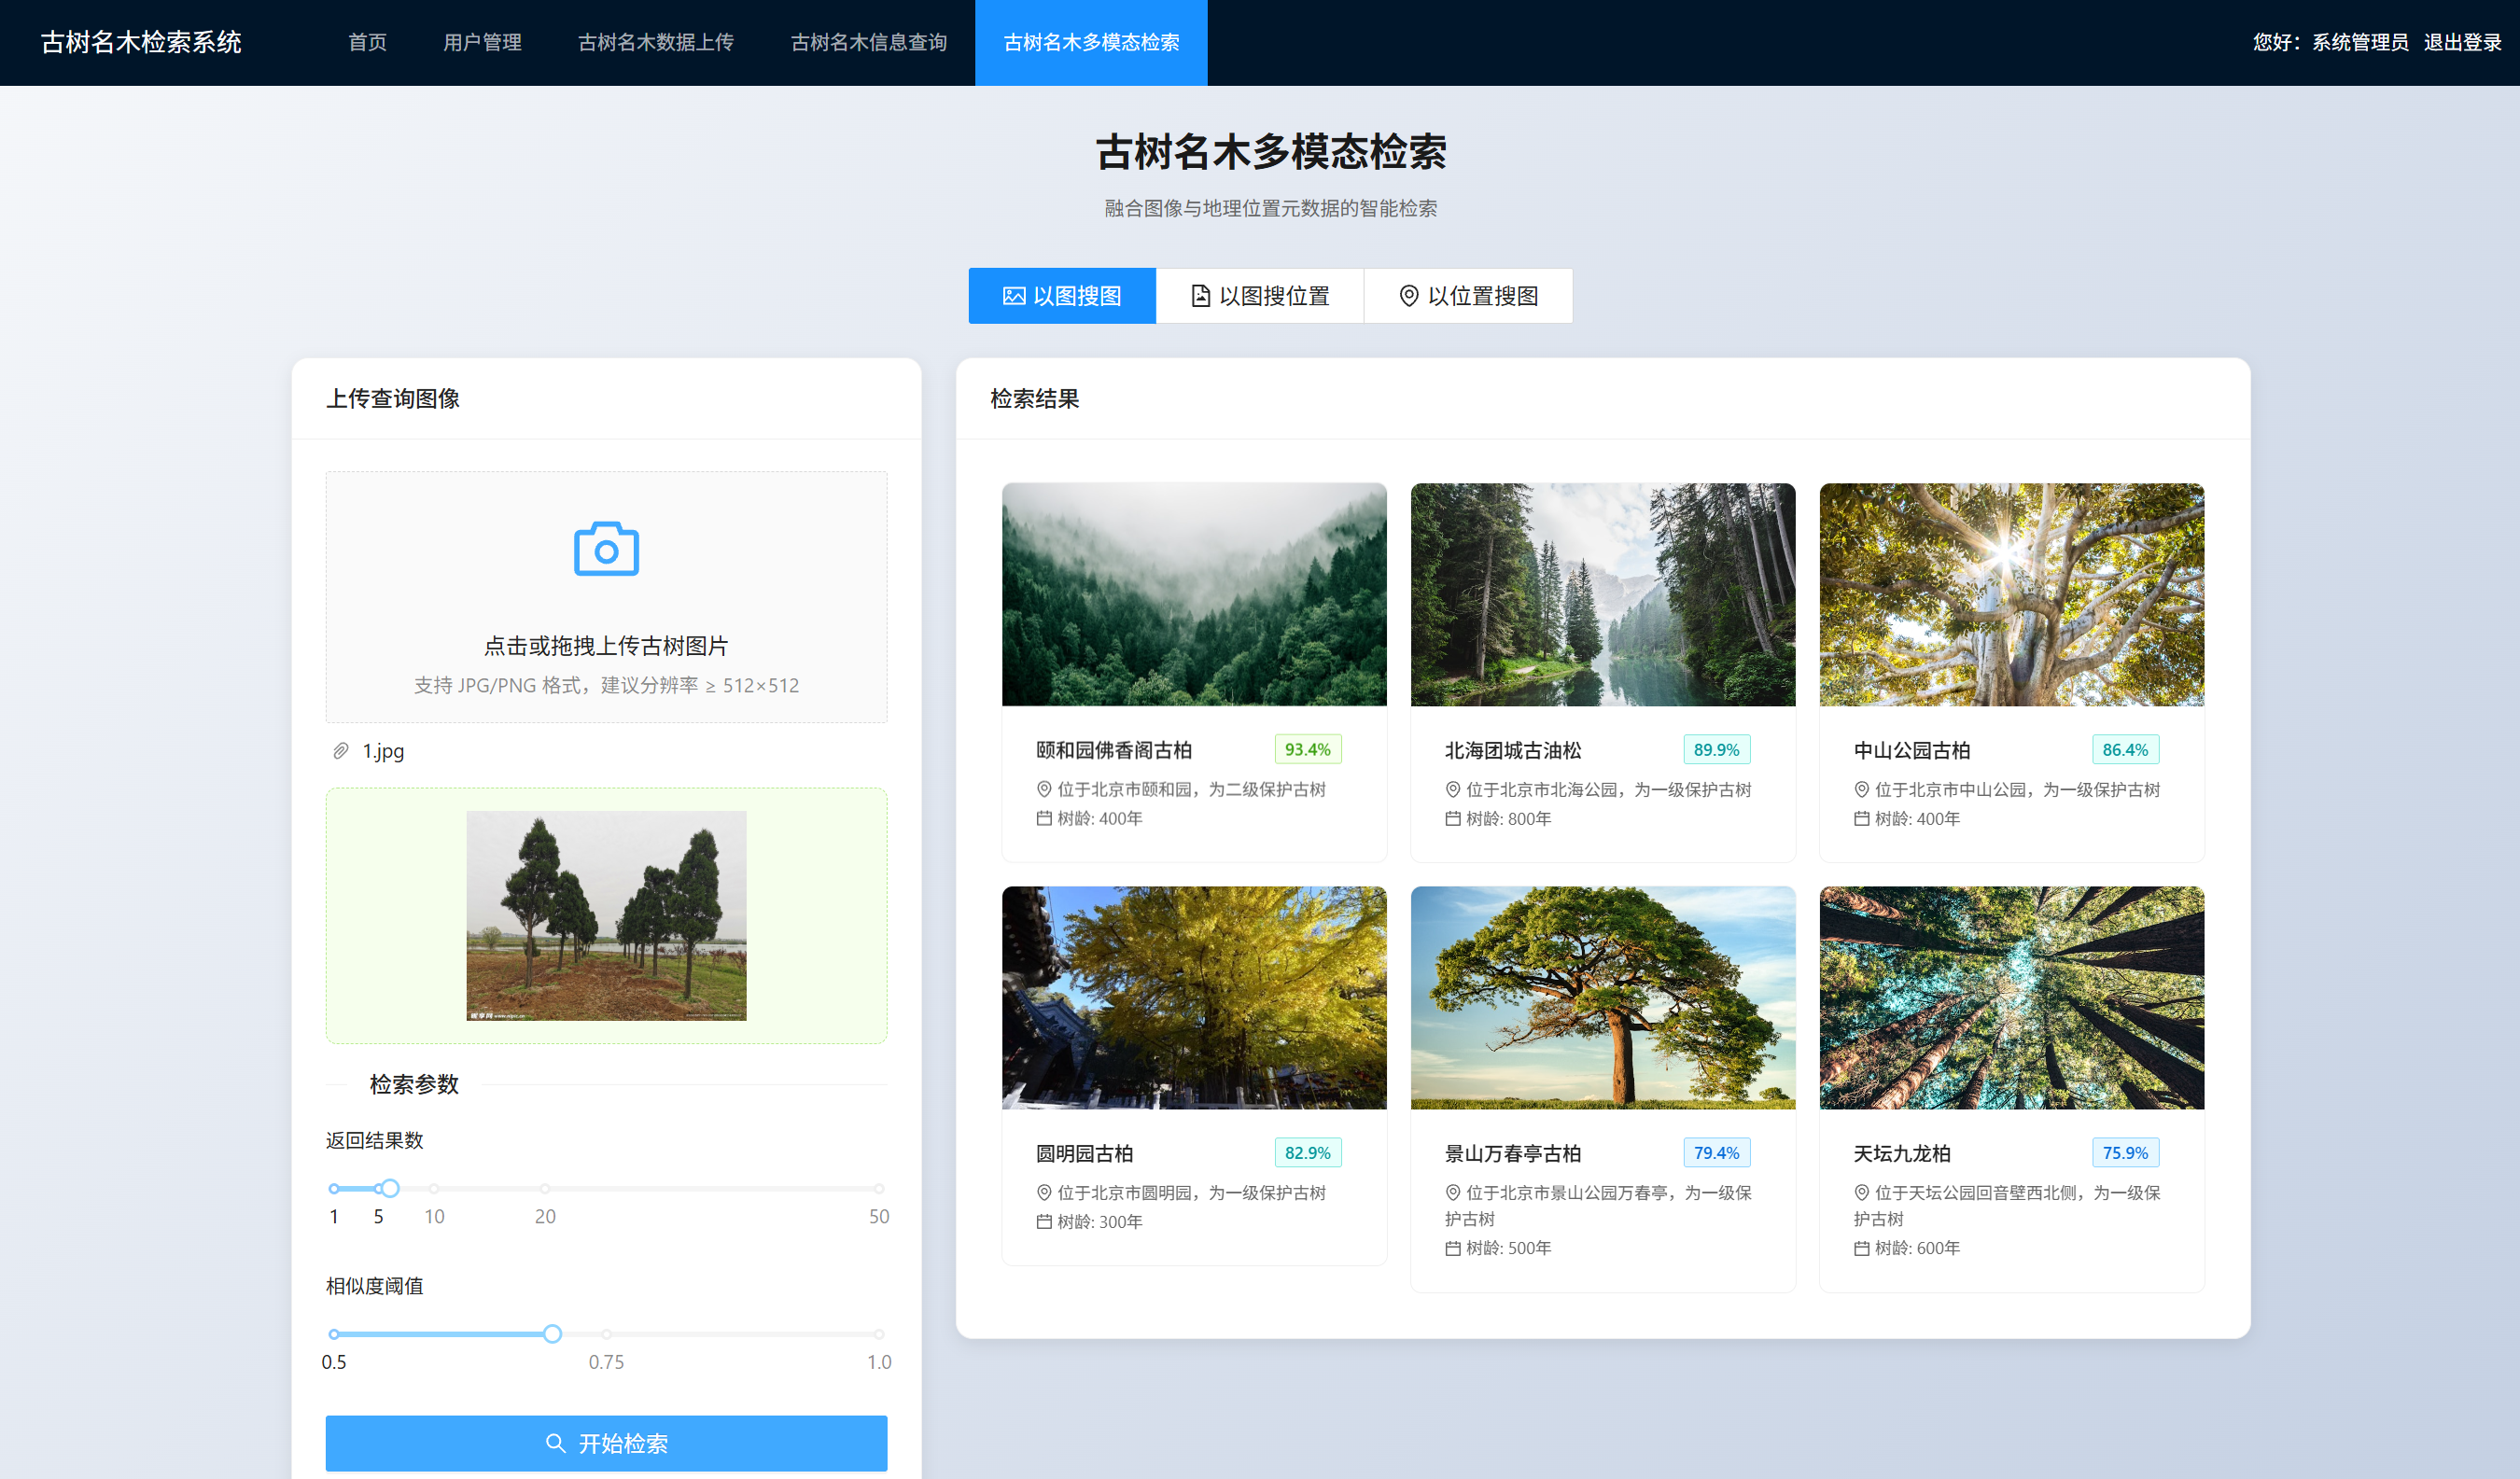 古树名木检索系统
首页
用户管理
古树名木数据上传
古树名木信息查询
古树名木多模态检索
您好：系统管理员 退出登录
古树名木多模态检索
融合图像与地理位置元数据的智能检索
以图搜图
以图搜位置
以位置搜图
上传查询图像
点击或拖拽上传古树图片
支持 JPG/PNG 格式，建议分辨率 ≥ 512×512
1.jpg
检索参数
返回结果数
1 5 10 20 50
相似度阈值
0.5 0.75 1.0
开始检索
检索结果
颐和园佛香阁古柏 93.4%
位于北京市颐和园，为二级保护古树
树龄: 400年
北海团城古油松 89.9%
位于北京市北海公园，为一级保护古树
树龄: 800年
中山公园古柏 86.4%
位于北京市中山公园，为一级保护古树
树龄: 400年
圆明园古柏 82.9%
位于北京市圆明园，为一级保护古树
树龄: 300年
景山万春亭古柏 79.4%
位于北京市景山公园万春亭，为一级保
护古树
树龄: 500年
天坛九龙柏 75.9%
位于天坛公园回音壁西北侧，为一级保
护古树
树龄: 600年